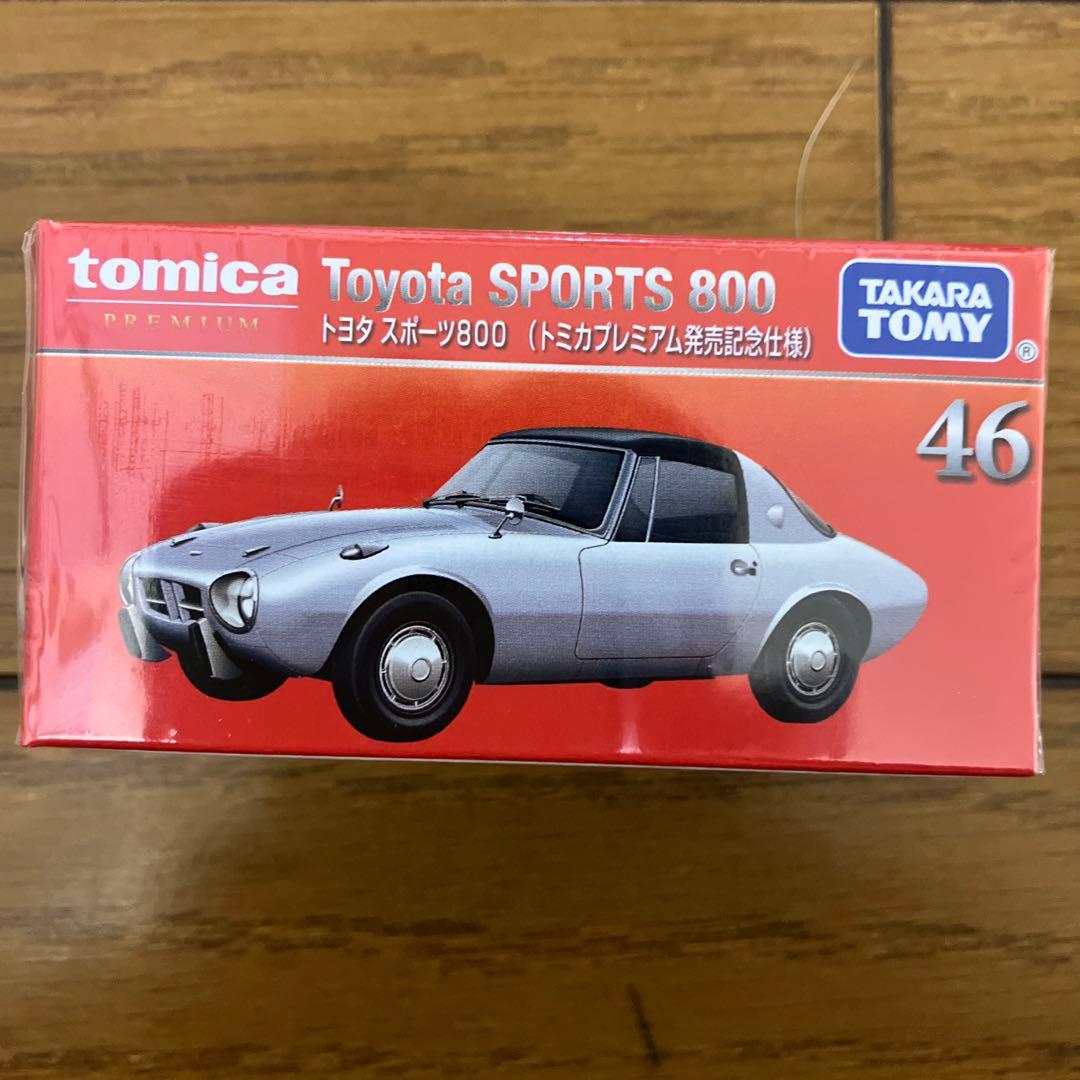 tomica
PREMIUM
Toyota SPORTS 800
トヨタ スポーツ800 （トミカプレミアム発売記念仕様）
TAKARA
TOMY
®
46